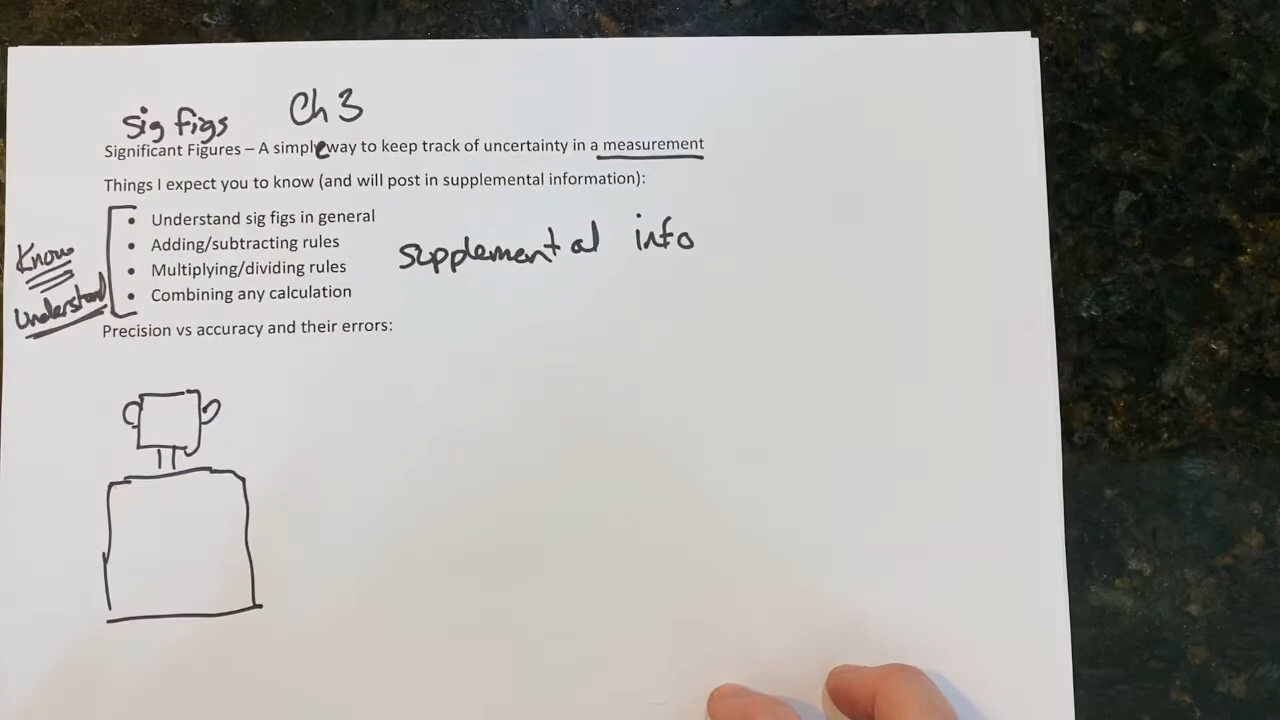 Sig figs Ch 3
Significant Figures – A simple way to keep track of uncertainty in a measurement
Things I expect you to know (and will post in supplemental information):
• Understand sig figs in general
• Adding/subtracting rules
Know
supplemental info
• Multiplying/dividing rules
• Combining any calculation
Understand
Precision vs accuracy and their errors: